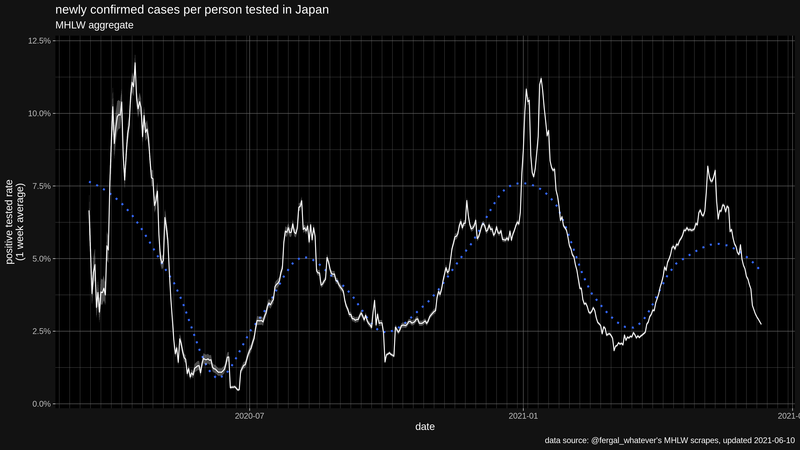 newly confirmed cases per person tested in Japan
MHLW aggregate
12.5%
10.0%
7.5%
5.0%
2.5%
0.0%
positive tested rate
(1 week average)
2020-07
2021-01
2021-0
date
data source: @fergal_whatever's MHLW scrapes, updated 2021-06-10